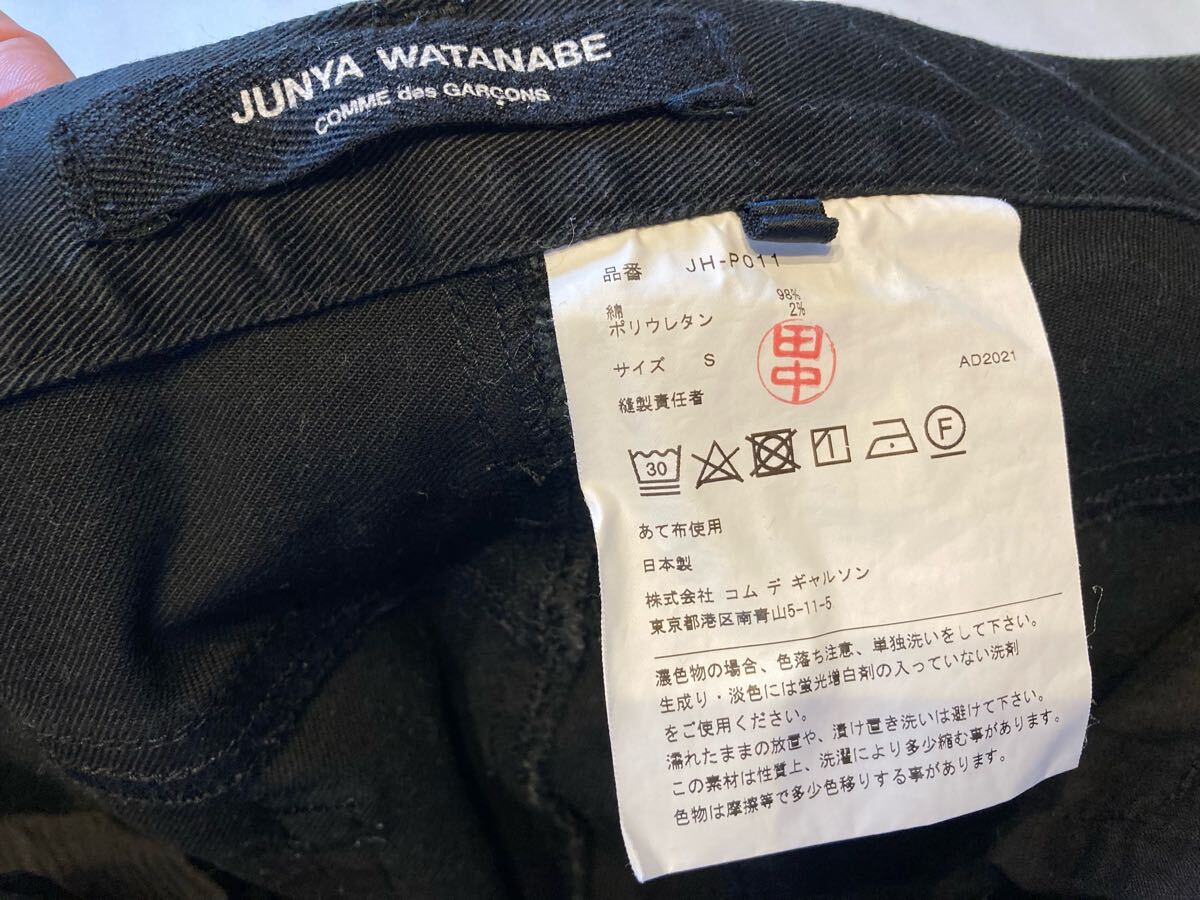 JUNYA WATANABE
COMME des GARÇONS
品番 JH-P011
綿 98%
ポリウレタン 2%
サイズ S
AD2021
縫製責任者
田中
30
F
あて布使用
日本製
株式会社 コム デ ギャルソン
東京都港区南青山5-11-5
濃色物の場合、色落ち注意、単独洗いをして下さい。
生成り・淡色には蛍光増白剤の入っていない洗剤
をご使用ください。
濡れたままの放置や、漬け置き洗いは避けて下さい。
この素材は性質上、洗濯により多少縮む事があります。
色物は摩擦等で多少色移りする事があります。